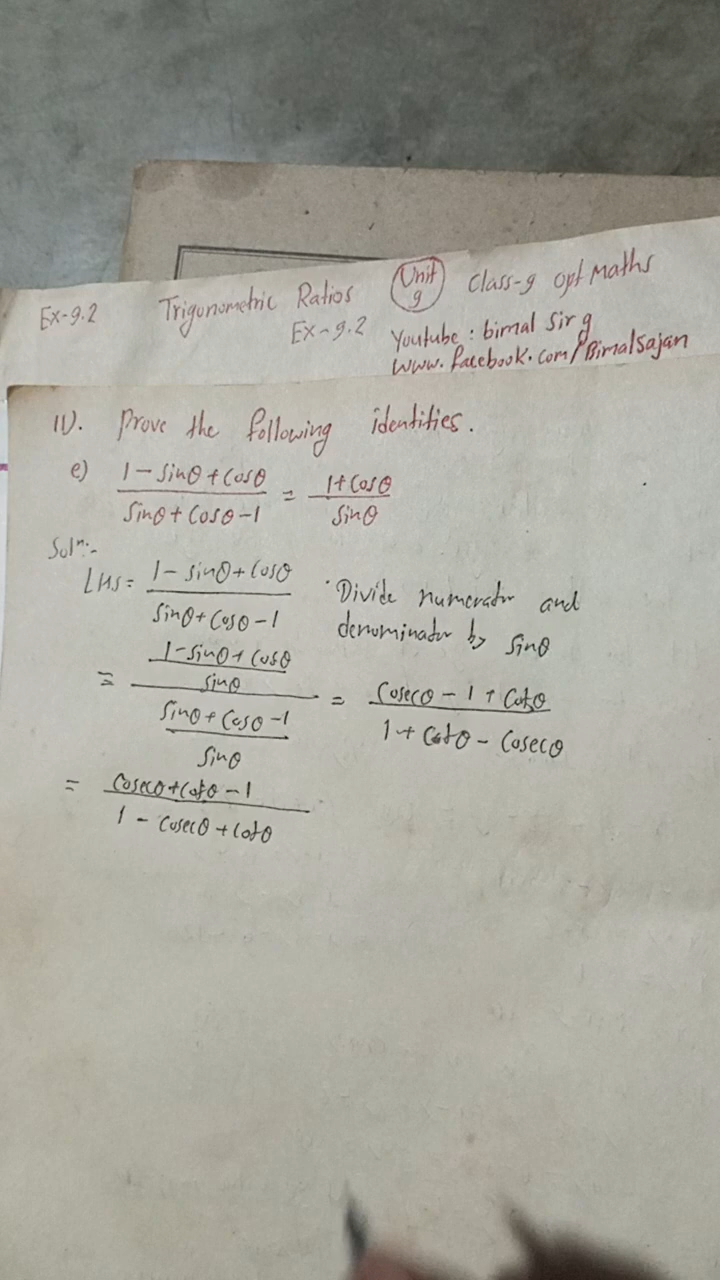 Ex-9.2 Trigonometric Ratios Unit 9 Class-9 opt Maths
Ex-9.2 Youtube : bimal Sir g
www.facebook.com/Bimalsajan
IV. Prove the following identities.
e) (1-sinθ+cosθ)/(sinθ+cosθ-1) = (1+cosθ)/sinθ
Solⁿ:-
LHS = (1-sinθ+cosθ)/(sinθ+cosθ-1) Divide numerator and
denominator by sinθ
= ((1-sinθ+cosθ)/sinθ)/((sinθ+cosθ-1)/sinθ) = (cosecθ-1+cotθ)/(1+cotθ-cosecθ)
= (cosecθ+cotθ-1)/(1-cosecθ+cotθ)